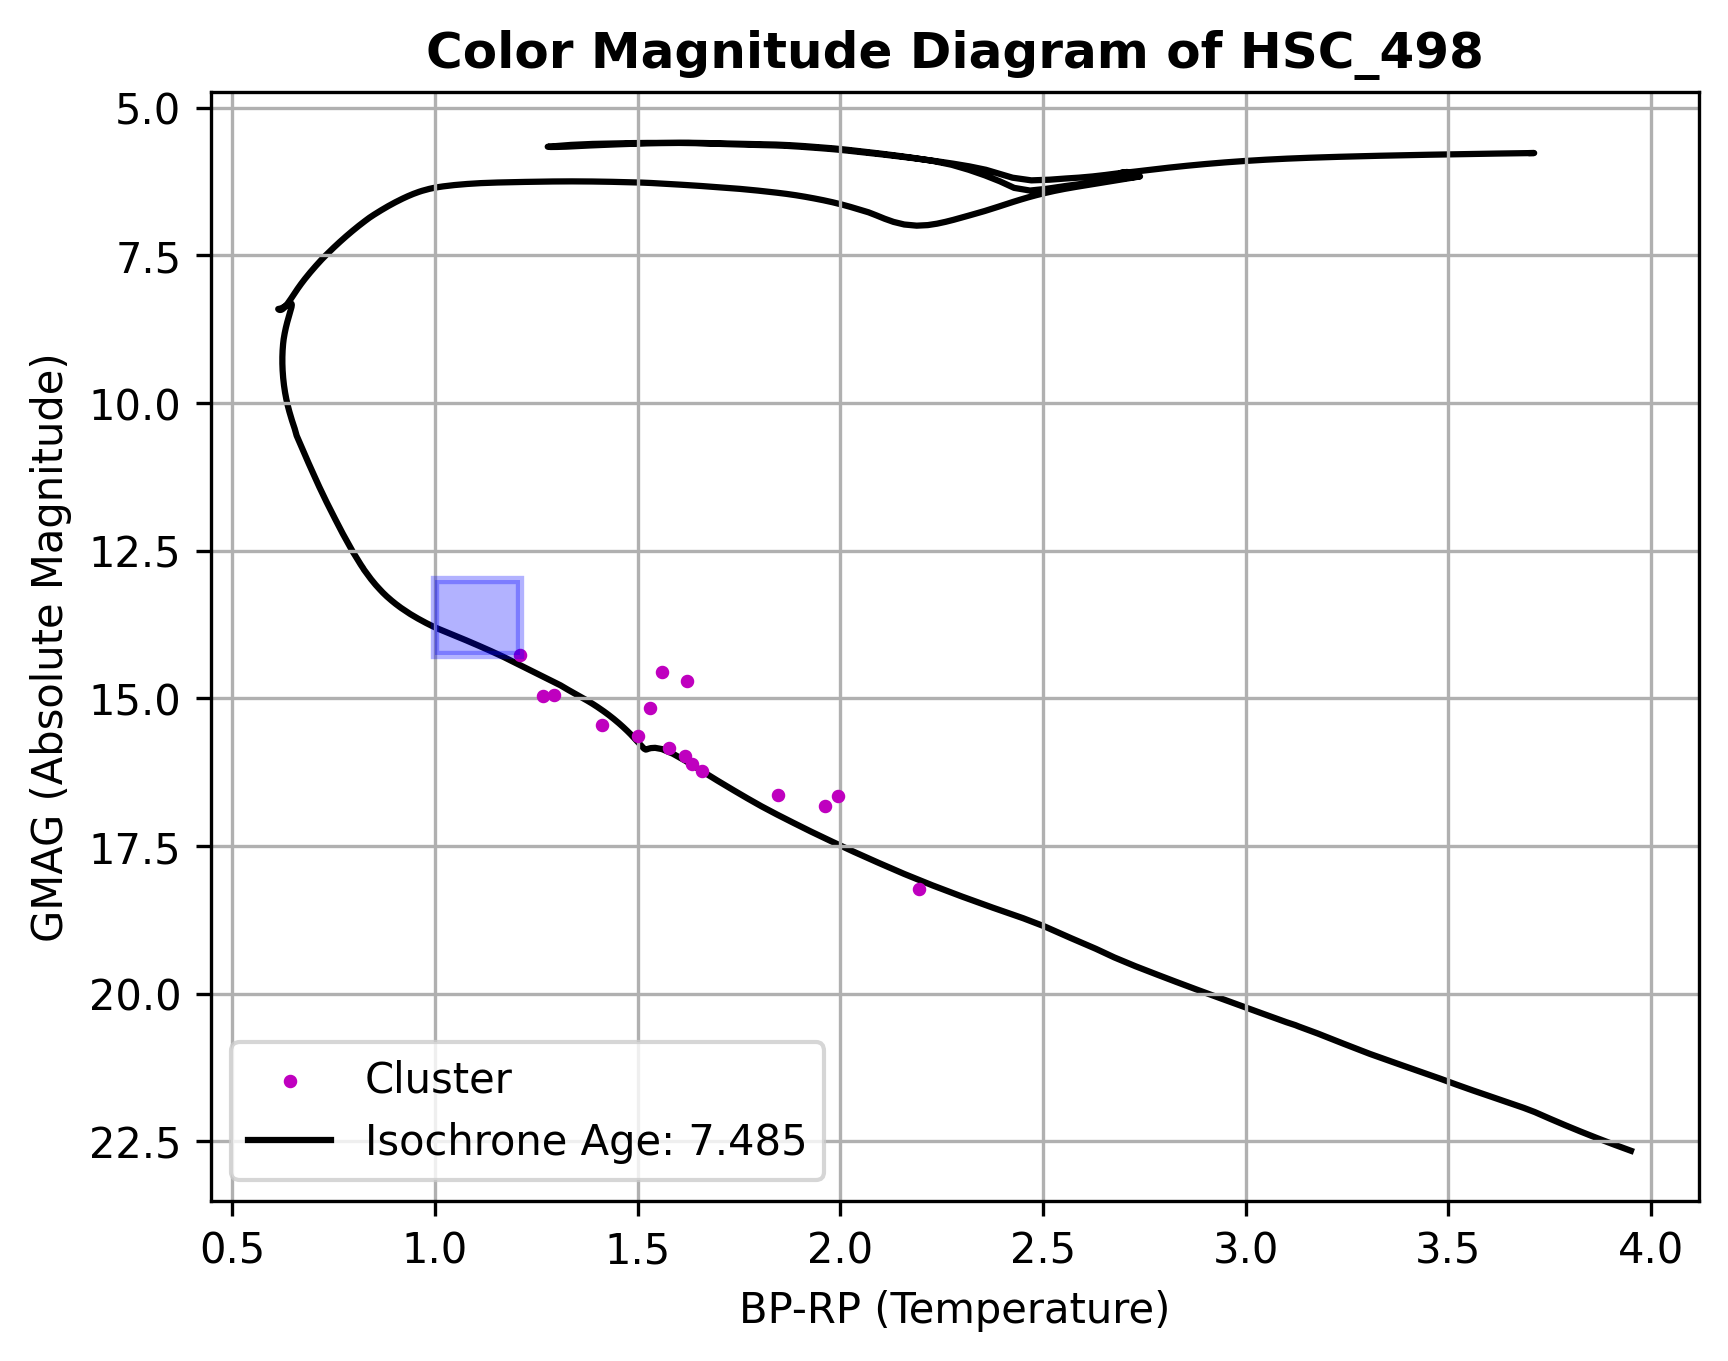 Color Magnitude Diagram of HSC_498
GMAG (Absolute Magnitude)
5.0
7.5
10.0
12.5
15.0
17.5
20.0
22.5
Cluster
Isochrone Age: 7.485
0.5 1.0 1.5 2.0 2.5 3.0 3.5 4.0
BP-RP (Temperature)